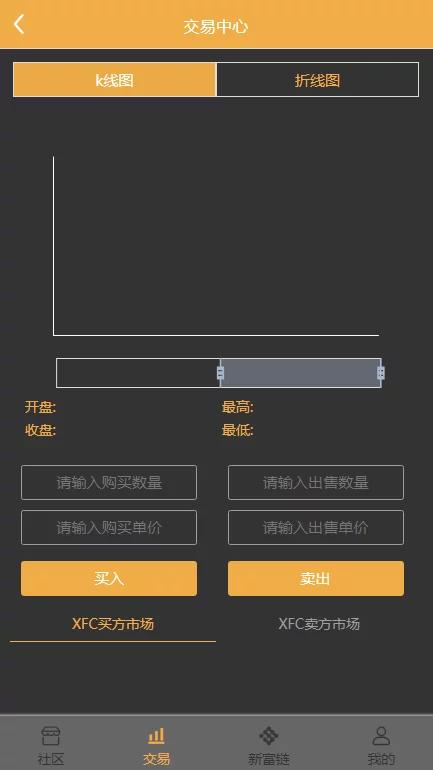 交易中心
k线图 折线图
开盘: 最高:
收盘: 最低:
请输入购买数量 请输入出售数量
请输入购买单价 请输入出售单价
买入 卖出
XFC买方市场 XFC卖方市场
社区 交易 新富链 我的